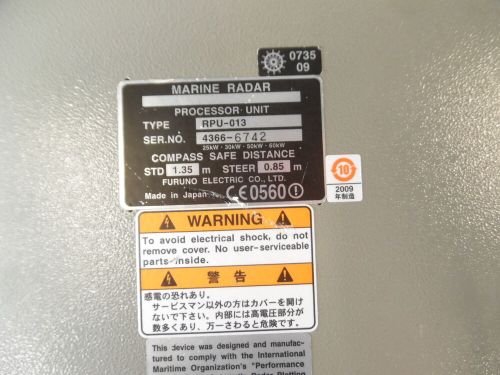 0735
09
MARINE RADAR
PROCESSOR UNIT
TYPE RPU-013
SER.NO. 4366-6742
25kW · 30kW · 50kW · 60kW
COMPASS SAFE DISTANCE
STD 1.35 m STEER 0.85 m
FURUNO ELECTRIC CO., LTD.
Made in Japan
CE0560
10
2009
年制造
WARNING
To avoid electrical shock, do not
remove cover. No user-serviceable
parts inside.
警告
感電の恐れあり。
サービスマン以外の方はカバーを開け
ないで下さい。内部には高電圧部分が
数多くあり、万一さわると危険です。
This device was designed and manufac-
tured to comply with the International
Maritime Organization's "Performance
Radar Plotting